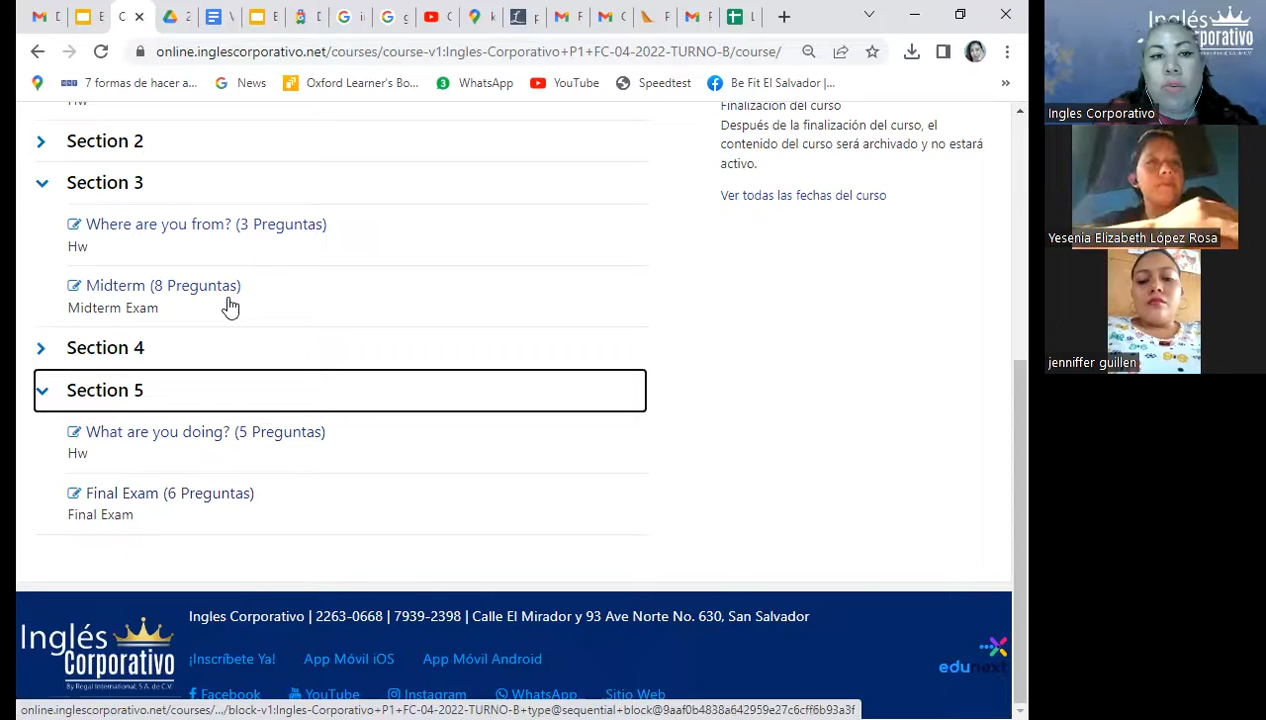 online.inglescorporativo.net/courses/course-v1:Ingles-Corporativo+P1+FC-04-2022-TURNO-B/course/
7 formas de hacer a...
News
Oxford Learner's Bo...
WhatsApp
YouTube
Speedtest
Be Fit El Salvador |...
»
Hw
Section 2
Section 3
Where are you from? (3 Preguntas)
Hw
Midterm (8 Preguntas)
Midterm Exam
Section 4
Section 5
What are you doing? (5 Preguntas)
Hw
Final Exam (6 Preguntas)
Final Exam
Finalización del curso
Después de la finalización del curso, el
contenido del curso será archivado y no estará
activo.
Ver todas las fechas del curso
Inglés
Corporativo
By Regal International, S.A. de C.V.
Ingles Corporativo | 2263-0668 | 7939-2398 | Calle El Mirador y 93 Ave Norte No. 630, San Salvador
¡Inscríbete Ya!
App Móvil iOS
App Móvil Android
Facebook
YouTube
Instagram
WhatsApp
Sitio Web
edunext
online.inglescorporativo.net/courses/.../block-v1:Ingles-Corporativo+P1+FC-04-2022-TURNO-B+type@sequential+block@9aaf0b4838a642959e27c6cff6b93a3f
Inglés
Corporativo
Ingles Corporativo
Yesenia Elizabeth López Rosa
jenniffer guillen